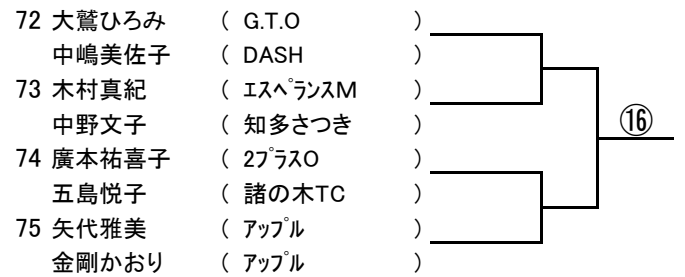 72 大鷲ひろみ ( G.T.O )
中嶋美佐子 ( DASH )
73 木村真紀 ( ｴｽﾍﾟﾗﾝｽM )
中野文子 ( 知多さつき )
⑯
74 廣本祐喜子 ( 2ﾌﾟﾗｽO )
五島悦子 ( 諸の木TC )
75 矢代雅美 ( ｱｯﾌﾟﾙ )
金剛かおり ( ｱｯﾌﾟﾙ )